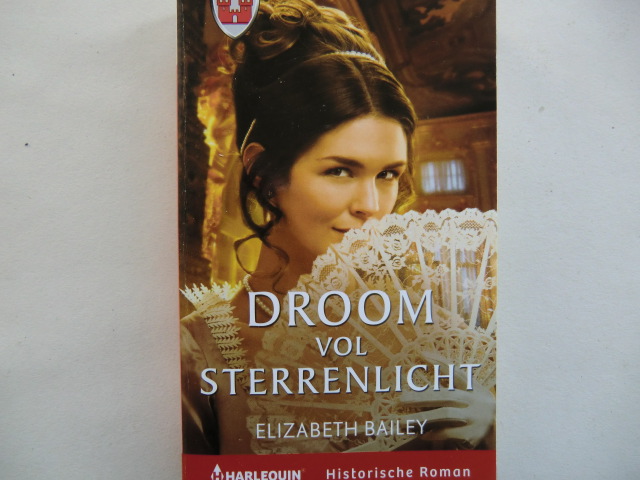 DROOM
VOL
STERRENLICHT
ELIZABETH BAILEY
HARLEQUIN Historische Roman